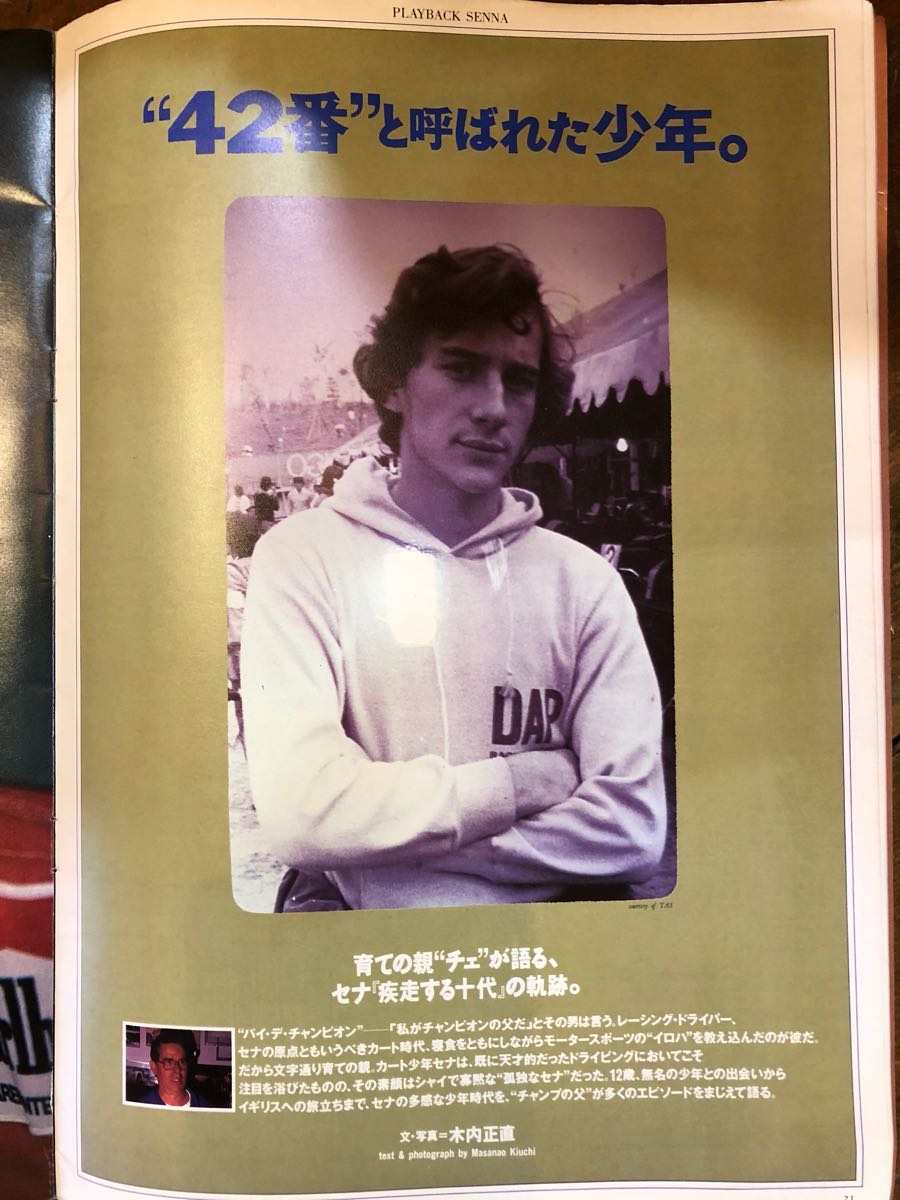 PLAYBACK SENNA
“42番”と呼ばれた少年。
DAP
courtesy of TAS
育ての親“チェ”が語る、
セナ『疾走する十代』の軌跡。
“パイ・デ・チャンピオン”──「私がチャンピオンの父だ」とその男は言う。レーシング・ドライバー、
セナの原点ともいうべきカート時代、寝食をともにしながらモータースポーツの“イロハ”を教え込んだのが彼だ。
だから文字通り育ての親。カート少年セナは、既に天才的だったドライビングにおいてこそ
注目を浴びたものの、その素顔はシャイで寡黙な“孤独なセナ”だった。12歳、無名の少年との出会いから
イギリスへの旅立ちまで、セナの多感な少年時代を、“チャンプの父”が多くのエピソードをまじえて語る。
文・写真＝木内正直
text & photograph by Masanao Kiuchi